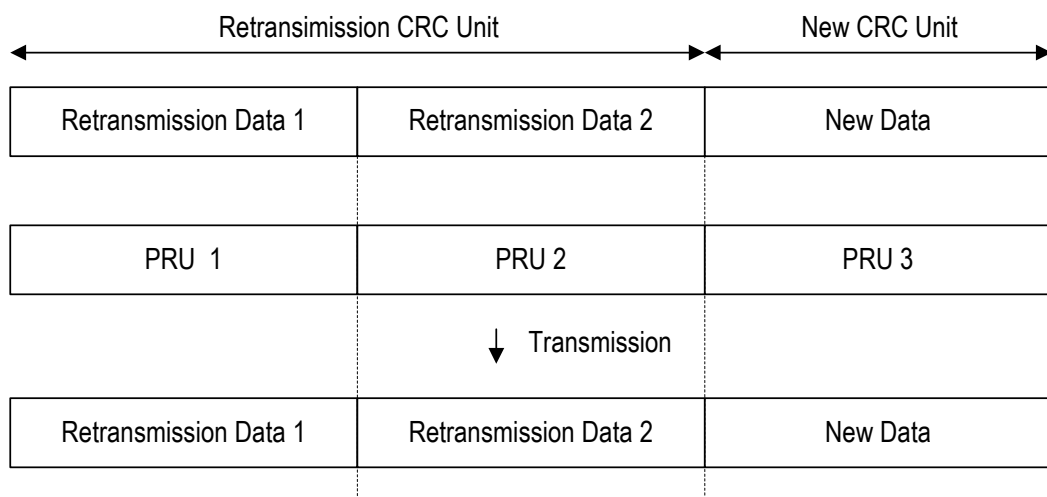 Retransimission CRC Unit New CRC Unit
Retransmission Data 1 Retransmission Data 2 New Data
PRU 1 PRU 2 PRU 3
Transmission
Retransmission Data 1 Retransmission Data 2 New Data